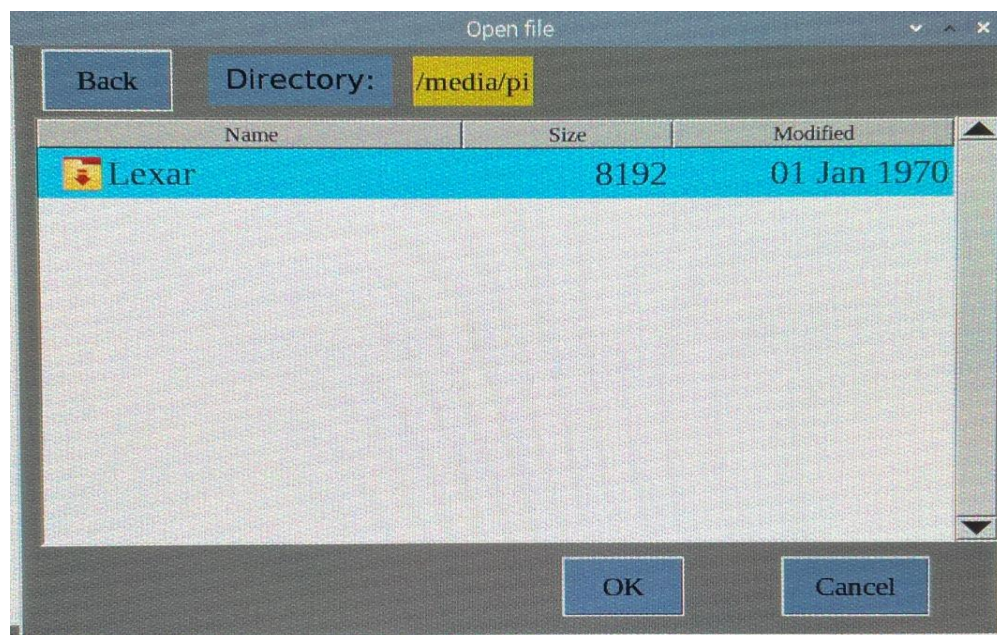 Open file
Back Directory: /media/pi
Name Size Modified
Lexar 8192 01 Jan 1970
OK Cancel